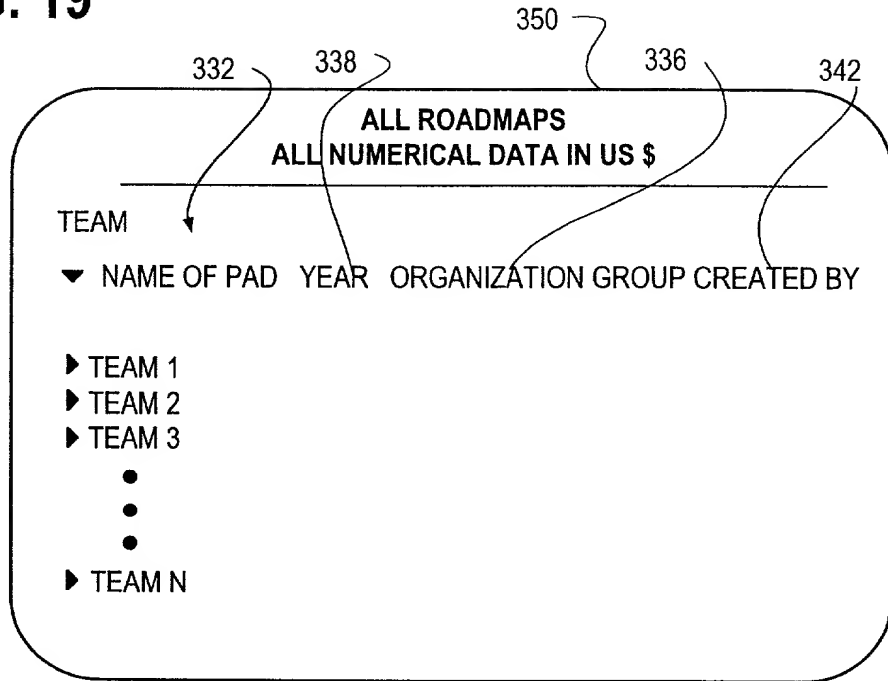 . 19
350
332 338 336 342
ALL ROADMAPS
ALL NUMERICAL DATA IN US $
TEAM
NAME OF PAD YEAR ORGANIZATION GROUP CREATED BY
TEAM 1
TEAM 2
TEAM 3
TEAM N